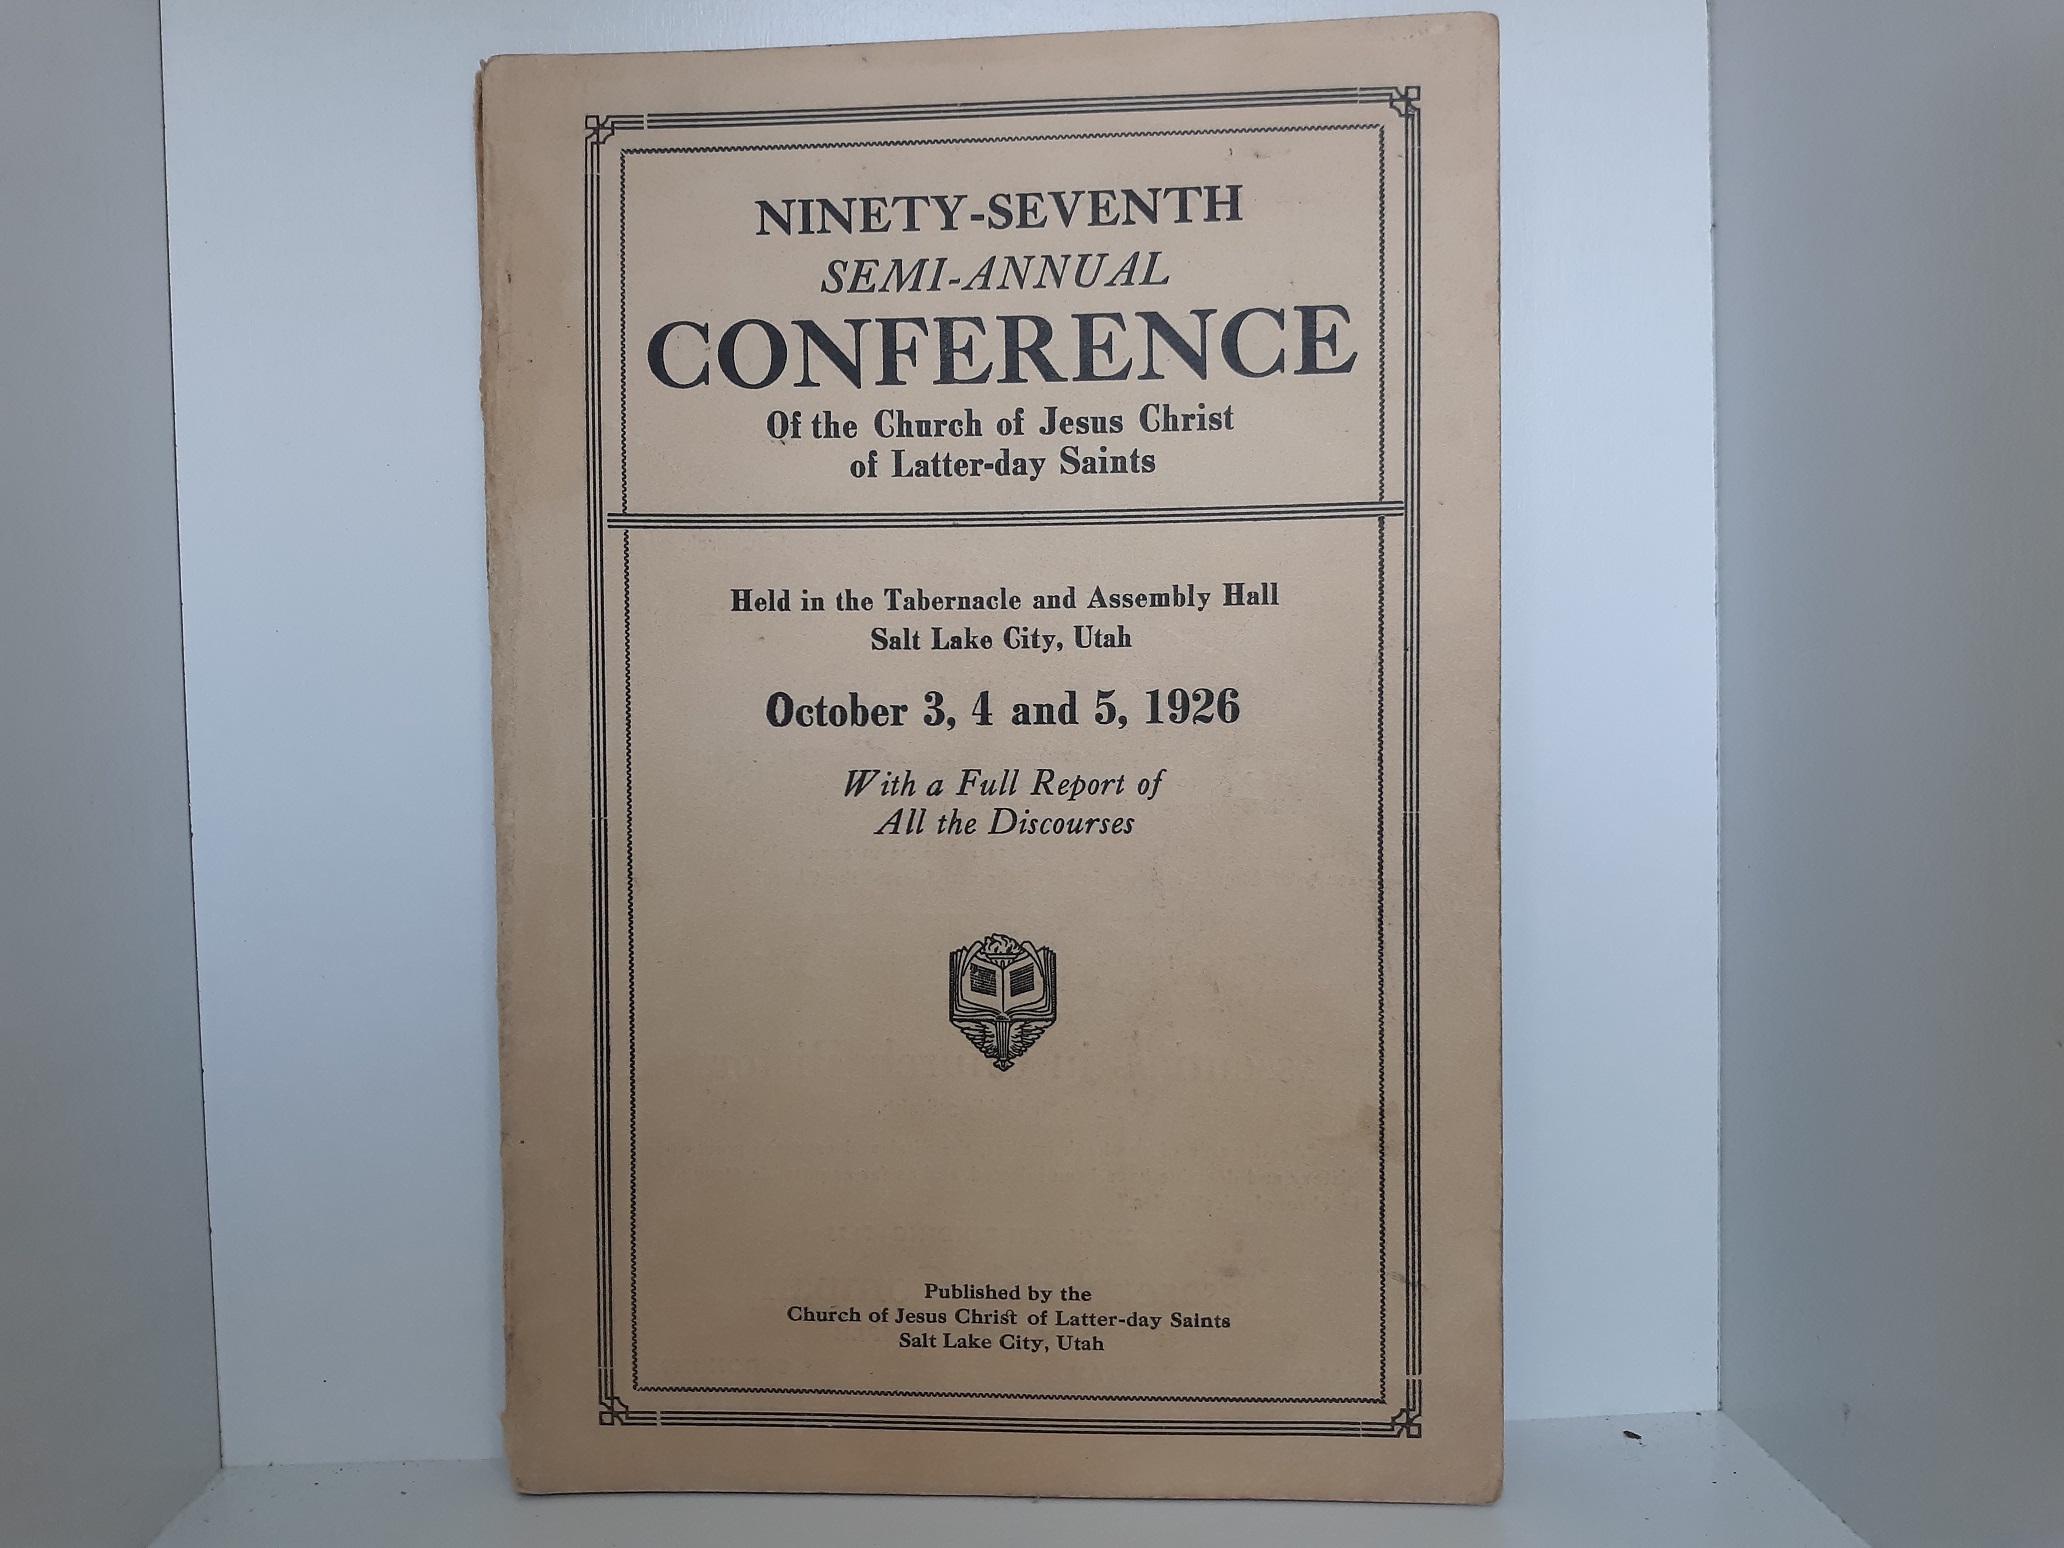 NINETY-SEVENTH
SEMI-ANNUAL
CONFERENCE
Of the Church of Jesus Christ
of Latter-day Saints
Held in the Tabernacle and Assembly Hall
Salt Lake City, Utah
October 3, 4 and 5, 1926
With a Full Report of
All the Discourses
Published by the
Church of Jesus Christ of Latter-day Saints
Salt Lake City, Utah